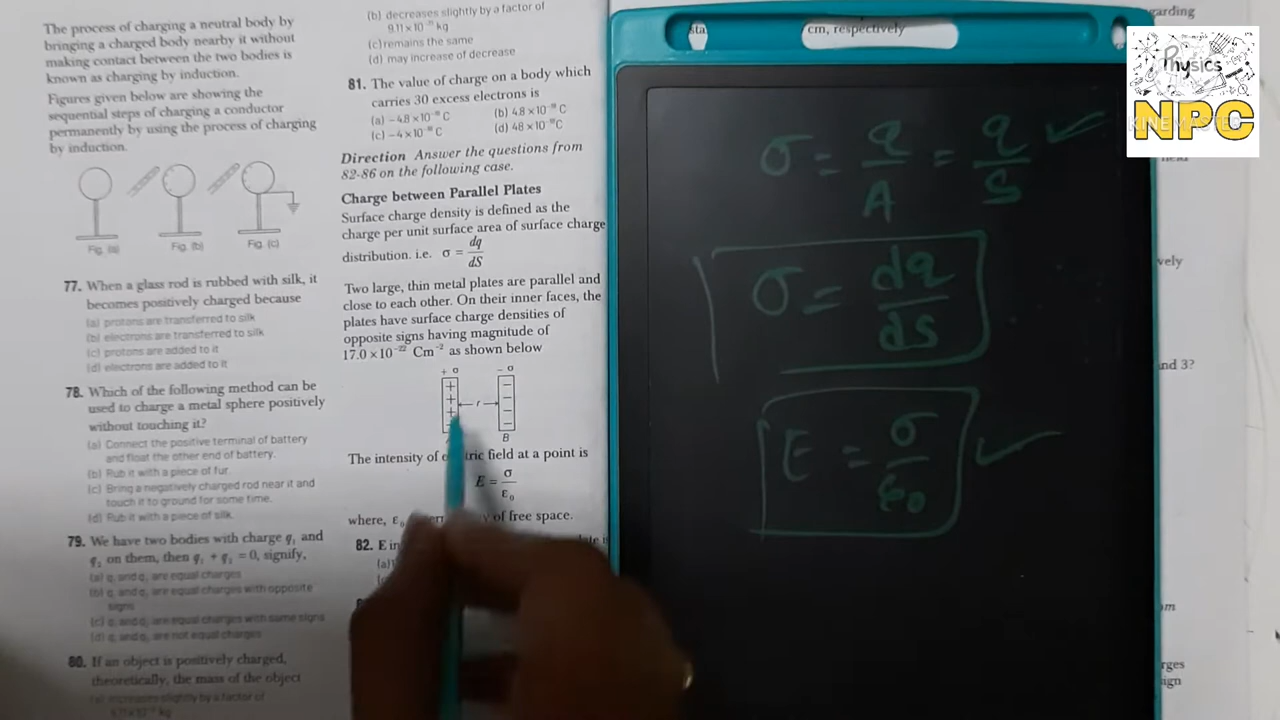 The process of charging a neutral body by
bringing a charged body nearby it without
making contact between the two bodies is
known as charging by induction.
Figures given below are showing the
sequential steps of charging a conductor
permanently by using the process of charging
by induction.
Fig. (a) Fig. (b) Fig. (c)
77. When a glass rod is rubbed with silk, it
becomes positively charged because
(a) protons are transferred to silk
(b) electrons are transferred to silk
(c) protons are added to it
(d) electrons are added to it
78. Which of the following method can be
used to charge a metal sphere positively
without touching it?
(a) Connect the positive terminal of battery
and float the other end of battery.
(b) Rub it with a piece of fur.
(c) Bring a negatively charged rod near it and
touch it to ground for some time.
(d) Rub it with a piece of silk.
79. We have two bodies with charge q₁ and
q₂ on them, then q₁ + q₂ = 0, signify,
(a) q₁ and q₂ are equal charges
(b) q₁ and q₂ are equal charges with opposite
signs
(c) q₁ and q₂ are equal charges with same signs
(d) q₁ and q₂ are not equal charges
80. If an object is positively charged,
theoretically, the mass of the object
(a) increases slightly by a factor of
(b) decreases slightly by a factor of
9.11 × 10⁻³¹ kg
(c) remains the same
(d) may increase of decrease
81. The value of charge on a body which
carries 30 excess electrons is
Direction Answer the questions from
82-86 on the following case.
Charge between Parallel Plates
Surface charge density is defined as the
charge per unit surface area of surface charge
distribution. i.e. σ = dq/dS
Two large, thin metal plates are parallel and
close to each other. On their inner faces, the
plates have surface charge densities of
opposite signs having magnitude of
17.0 × 10⁻²² Cm⁻² as shown below
+ σ − σ
r
B
The intensity of electric field at a point is
E = σ/ε₀
where, ε₀ of free space.
82. E in
cm, respectively
σ = q/A = q/S
σ = dq/dS
E = σ/ε₀
Physics
NPC
garding
vely
nd 3?
om
rges
ign